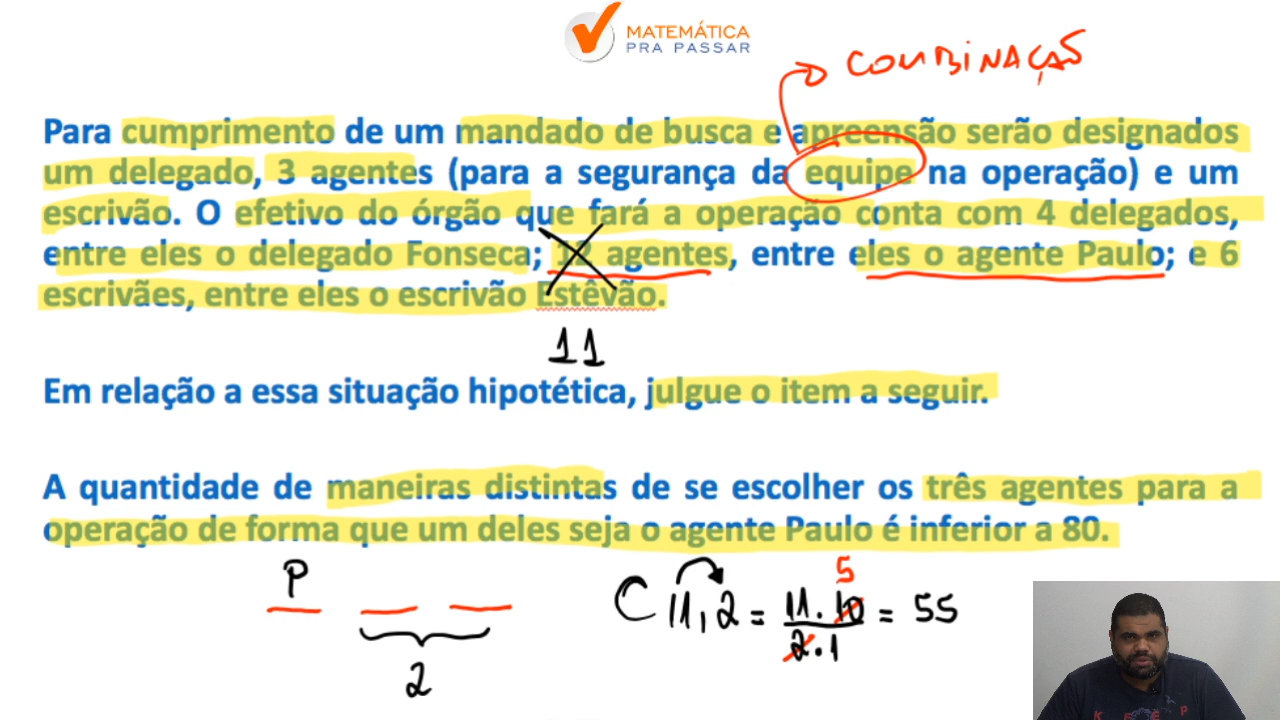 MATEMÁTICA
PRA PASSAR
COMBINAÇAS
Para cumprimento de um mandado de busca e apreensão serão designados
um delegado, 3 agentes (para a segurança da equipe na operação) e um
escrivão. O efetivo do órgão que fará a operação conta com 4 delegados,
entre eles o delegado Fonseca; 12 agentes, entre eles o agente Paulo; e 6
escrivães, entre eles o escrivão Estêvão.
11
Em relação a essa situação hipotética, julgue o item a seguir.
A quantidade de maneiras distintas de se escolher os três agentes para a
operação de forma que um deles seja o agente Paulo é inferior a 80.
P
2
5
C 11,2 = 11.10 = 55
2.1
KEEP